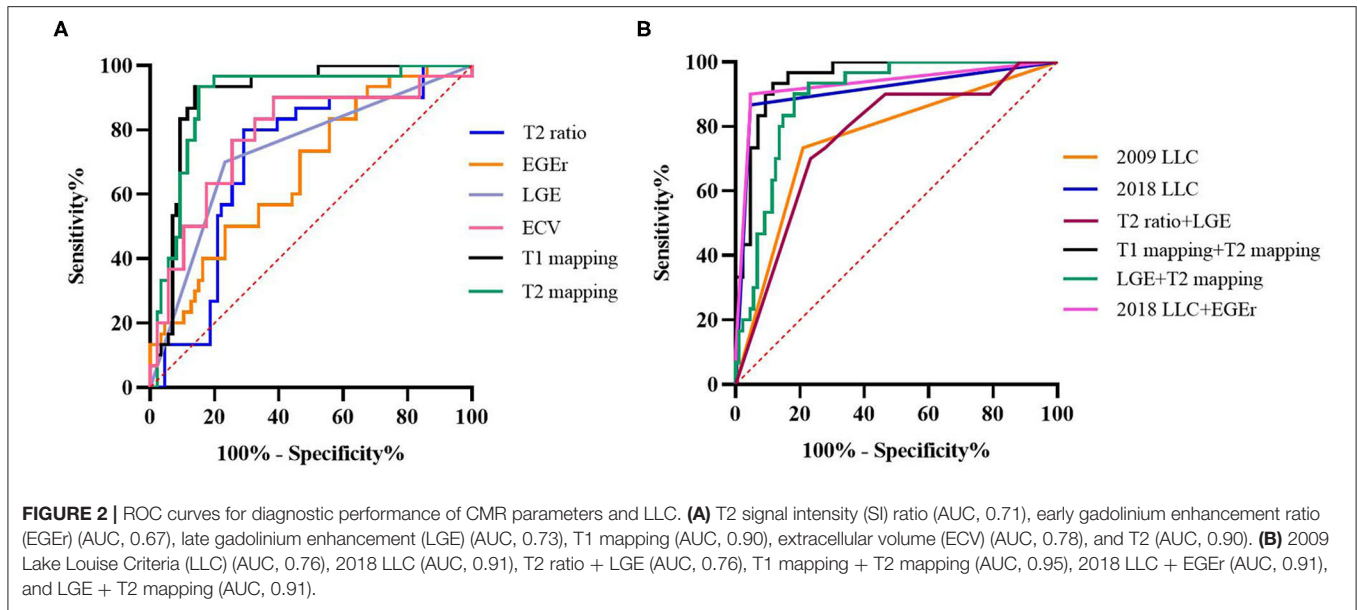 A
B
100
80
60
40
20
0
0
20
40
60
80
100
Sensitivity%
100% - Specificity%
T2 ratio
EGEr
LGE
ECV
T1 mapping
T2 mapping
100
80
60
40
20
0
0
20
40
60
80
100
Sensitivity%
100% - Specificity%
2009 LLC
2018 LLC
T2 ratio+LGE
T1 mapping+T2 mapping
LGE+T2 mapping
2018 LLC+EGEr
FIGURE 2 | ROC curves for diagnostic performance of CMR parameters and LLC. (A) T2 signal intensity (SI) ratio (AUC, 0.71), early gadolinium enhancement ratio
(EGEr) (AUC, 0.67), late gadolinium enhancement (LGE) (AUC, 0.73), T1 mapping (AUC, 0.90), extracellular volume (ECV) (AUC, 0.78), and T2 (AUC, 0.90). (B) 2009
Lake Louise Criteria (LLC) (AUC, 0.76), 2018 LLC (AUC, 0.91), T2 ratio + LGE (AUC, 0.76), T1 mapping + T2 mapping (AUC, 0.95), 2018 LLC + EGEr (AUC, 0.91),
and LGE + T2 mapping (AUC, 0.91).